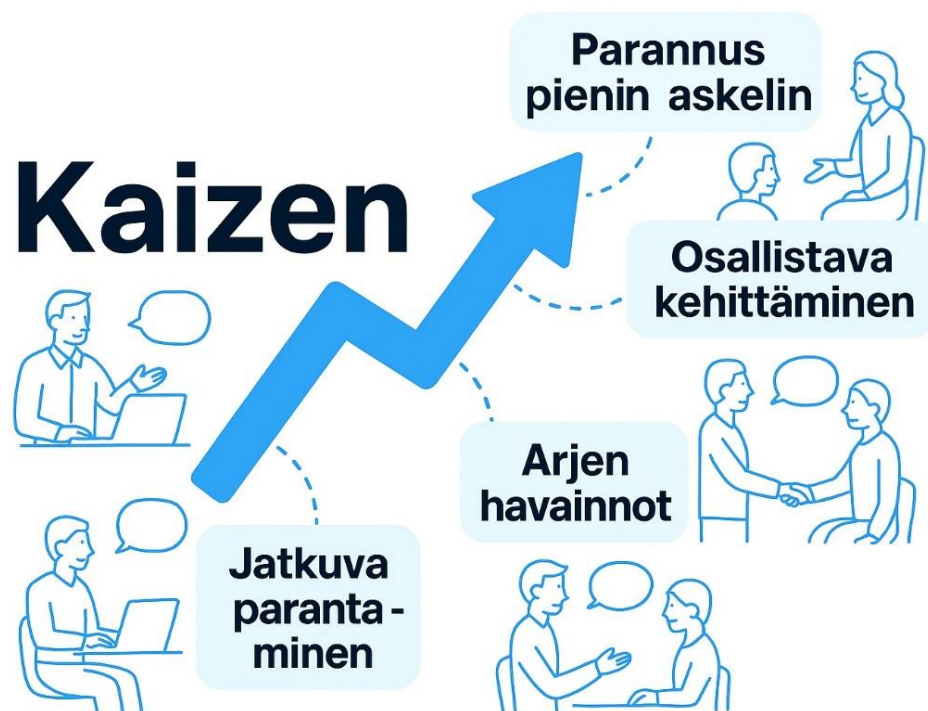 Kaizen
Parannus
pienin askelin
Osallistava
kehittäminen
Arjen
havainnot
Jatkuva
paranta-
minen